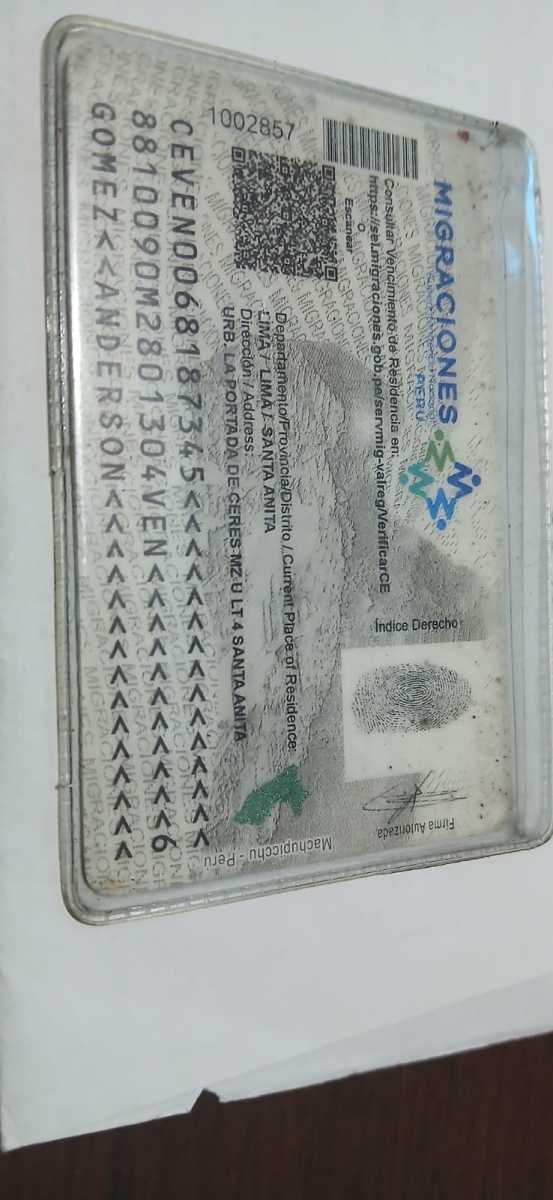 MIGRACIONES
PERÚ
1002857
Consultar Vencimiento de Residencia en:
https://sel.migraciones.gob.pe/servmig-valreg/VerificarCE
O
Escanear
Índice Derecho
Departamento/Provincia/Distrito / Current Place of Residence:
LIMA / LIMA / SANTA ANITA
Dirección / Address:
URB. LA PORTADA DE CERES MZ U LT 4 SANTA ANITA
Firma Autorizada
Machupicchu - Perú
CEVEN0068187345<<<<<<<<<<<<<<<
8810090M2801304VEN<<<<<<<<<<<6
GOMEZ<<ANDERSON<<<<<<<<<<<<<<<